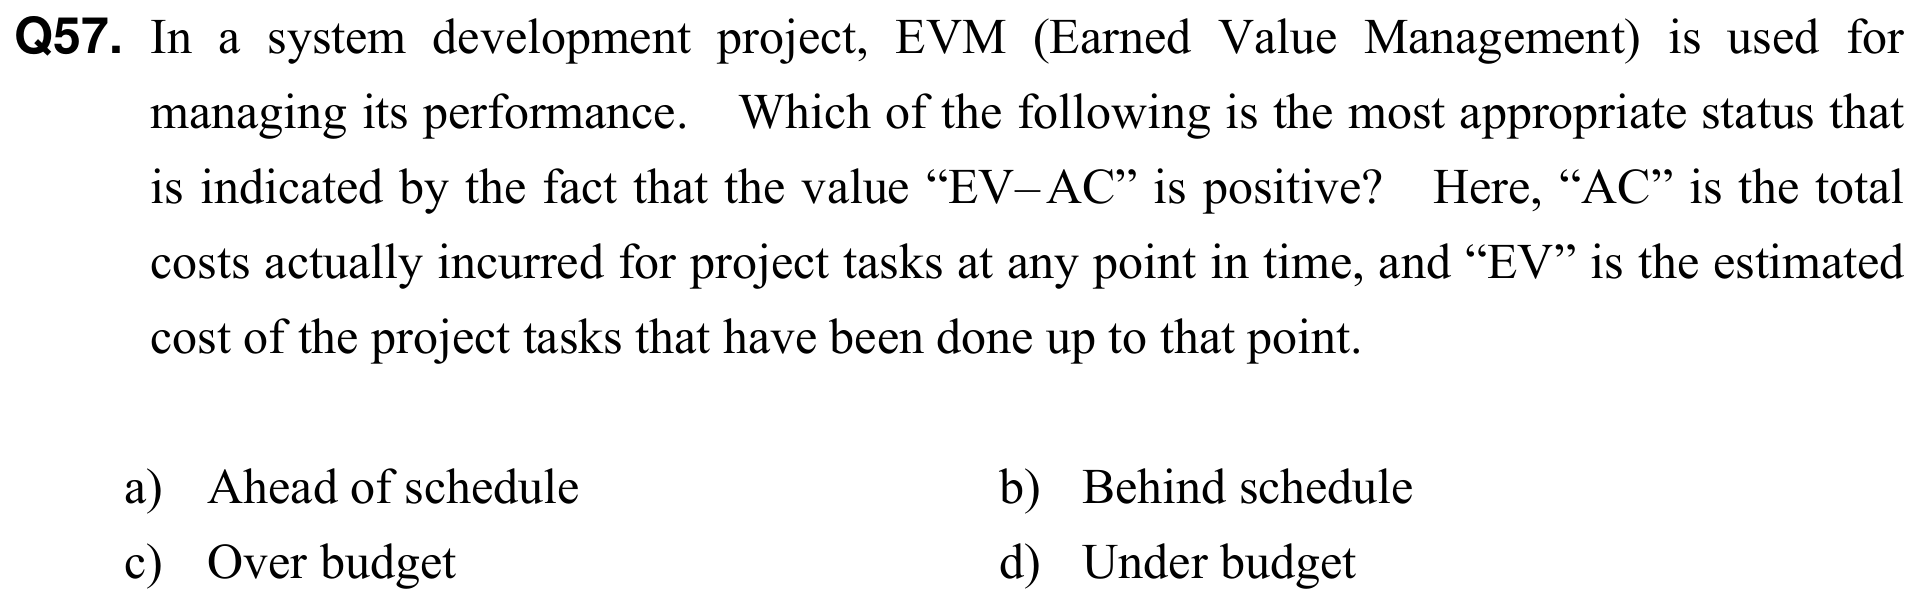 Q57. In a system development project, EVM (Earned Value Management) is used for
managing its performance. Which of the following is the most appropriate status that
is indicated by the fact that the value “EV–AC” is positive? Here, “AC” is the total
costs actually incurred for project tasks at any point in time, and “EV” is the estimated
cost of the project tasks that have been done up to that point.
a) Ahead of schedule b) Behind schedule
c) Over budget d) Under budget